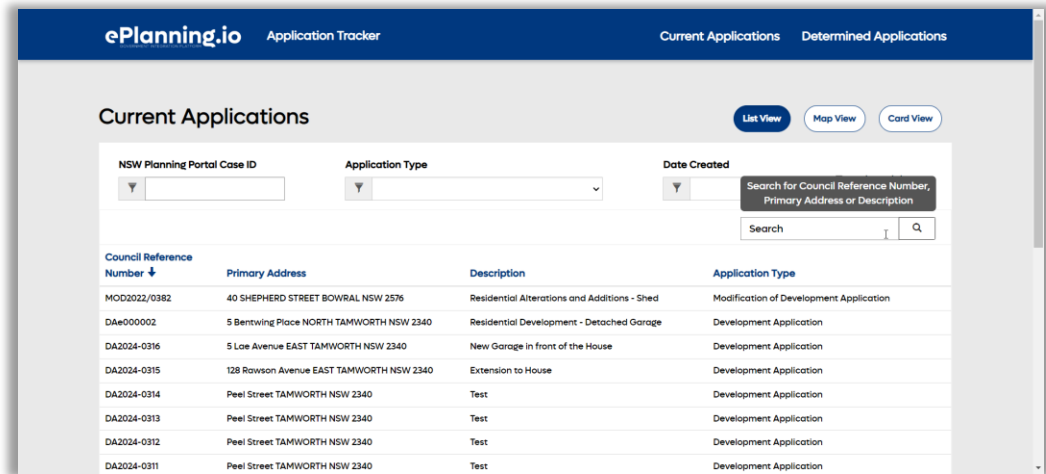 ePlanning.io
Application Tracker
Current Applications
Determined Applications
Current Applications
List View
Map View
Card View
NSW Planning Portal Case ID
Application Type
Date Created
Search for Council Reference Number,
Primary Address or Description
Search
Council Reference
Number
Primary Address
Description
Application Type
MOD2022/0382 40 SHEPHERD STREET BOWRAL NSW 2576 Residential Alterations and Additions - Shed Modification of Development Application
DAe000002 5 Bentwing Place NORTH TAMWORTH NSW 2340 Residential Development - Detached Garage Development Application
DA2024-0316 5 Lae Avenue EAST TAMWORTH NSW 2340 New Garage in front of the House Development Application
DA2024-0315 128 Rawson Avenue EAST TAMWORTH NSW 2340 Extension to House Development Application
DA2024-0314 Peel Street TAMWORTH NSW 2340 Test Development Application
DA2024-0313 Peel Street TAMWORTH NSW 2340 Test Development Application
DA2024-0312 Peel Street TAMWORTH NSW 2340 Test Development Application
DA2024-0311 Peel Street TAMWORTH NSW 2340 Test Development Application